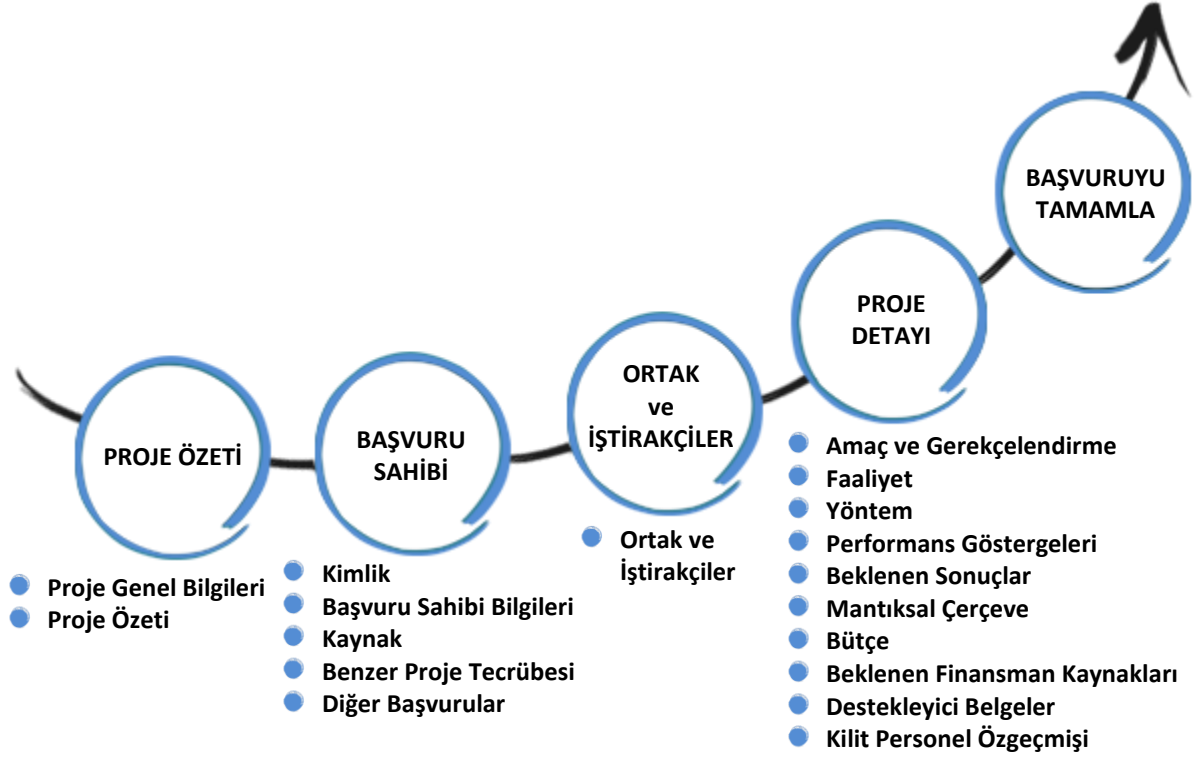 PROJE ÖZETİ
Proje Genel Bilgileri
Proje Özeti
BAŞVURU
SAHİBİ
Kimlik
Başvuru Sahibi Bilgileri
Kaynak
Benzer Proje Tecrübesi
Diğer Başvurular
ORTAK
ve
İŞTİRAKÇİLER
Ortak ve
İştirakçiler
PROJE
DETAYI
Amaç ve Gerekçelendirme
Faaliyet
Yöntem
Performans Göstergeleri
Beklenen Sonuçlar
Mantıksal Çerçeve
Bütçe
Beklenen Finansman Kaynakları
Destekleyici Belgeler
Kilit Personel Özgeçmişi
BAŞVURUYU
TAMAMLA